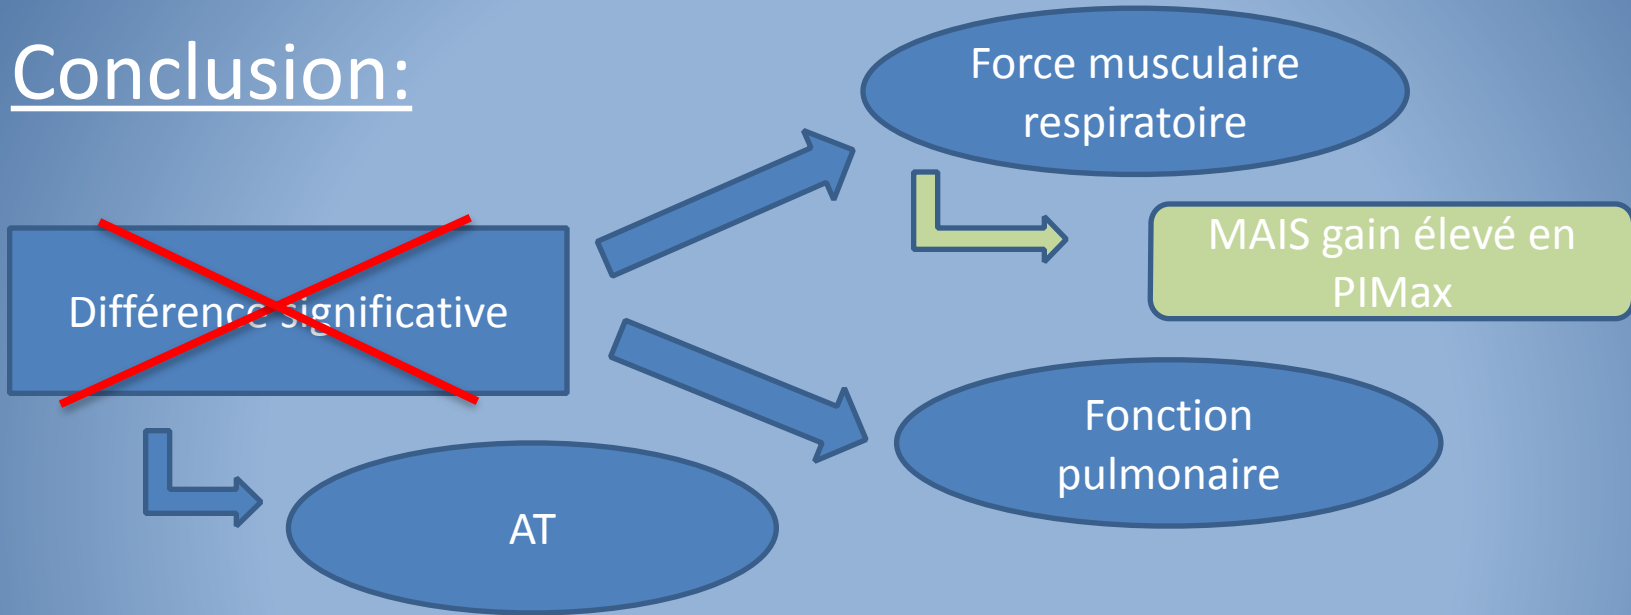 Conclusion:
Force musculaire
respiratoire
MAIS gain élevé en
PIMax
Différence significative
Fonction
pulmonaire
AT